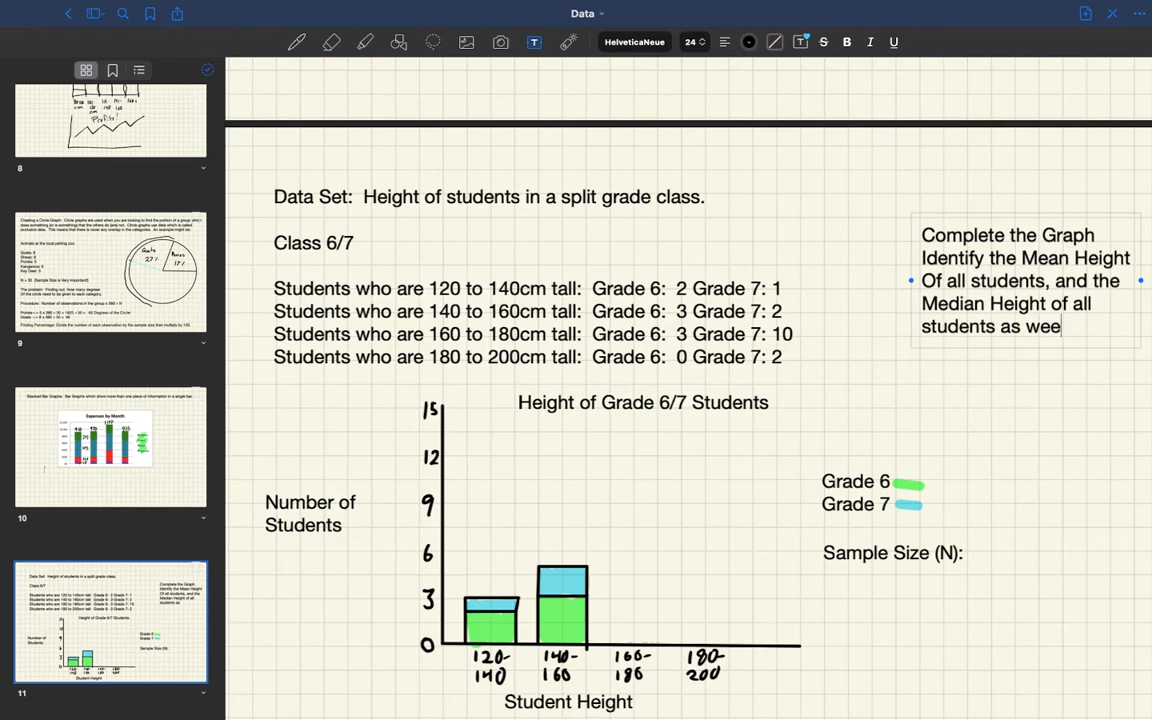 Data
HelveticaNeue
24
S
B
I
U
8
9
10
11
Data Set: Height of students in a split grade class.
Class 6/7
Students who are 120 to 140cm tall: Grade 6: 2 Grade 7: 1
Students who are 140 to 160cm tall: Grade 6: 3 Grade 7: 2
Students who are 160 to 180cm tall: Grade 6: 3 Grade 7: 10
Students who are 180 to 200cm tall: Grade 6: 0 Grade 7: 2
Complete the Graph
Identify the Mean Height
Of all students, and the
Median Height of all
students as wee
Height of Grade 6/7 Students
15
12
9
6
3
0
Number of
Students
120-
140
140-
160
160-
180
180-
200
Student Height
Grade 6
Grade 7
Sample Size (N):